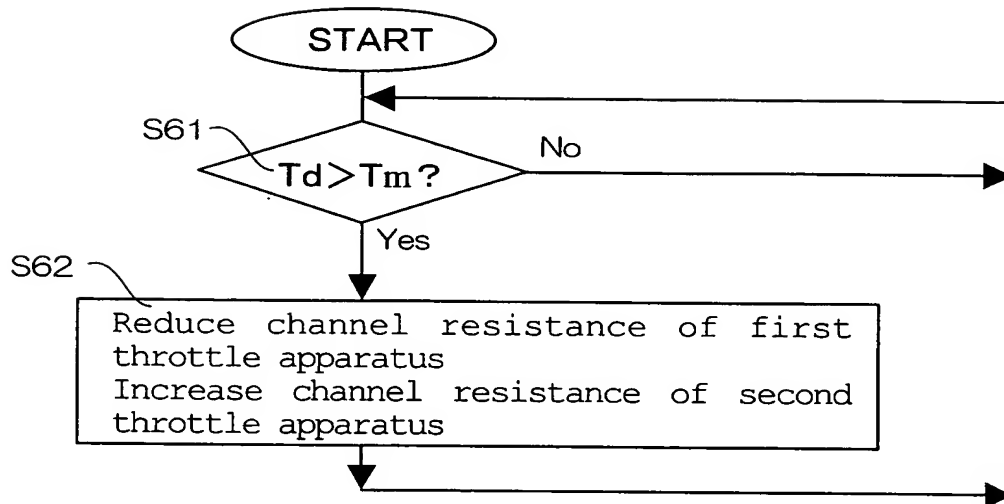 START
S61
Td>Tm?
No
Yes
S62
Reduce channel resistance of first
throttle apparatus
Increase channel resistance of second
throttle apparatus